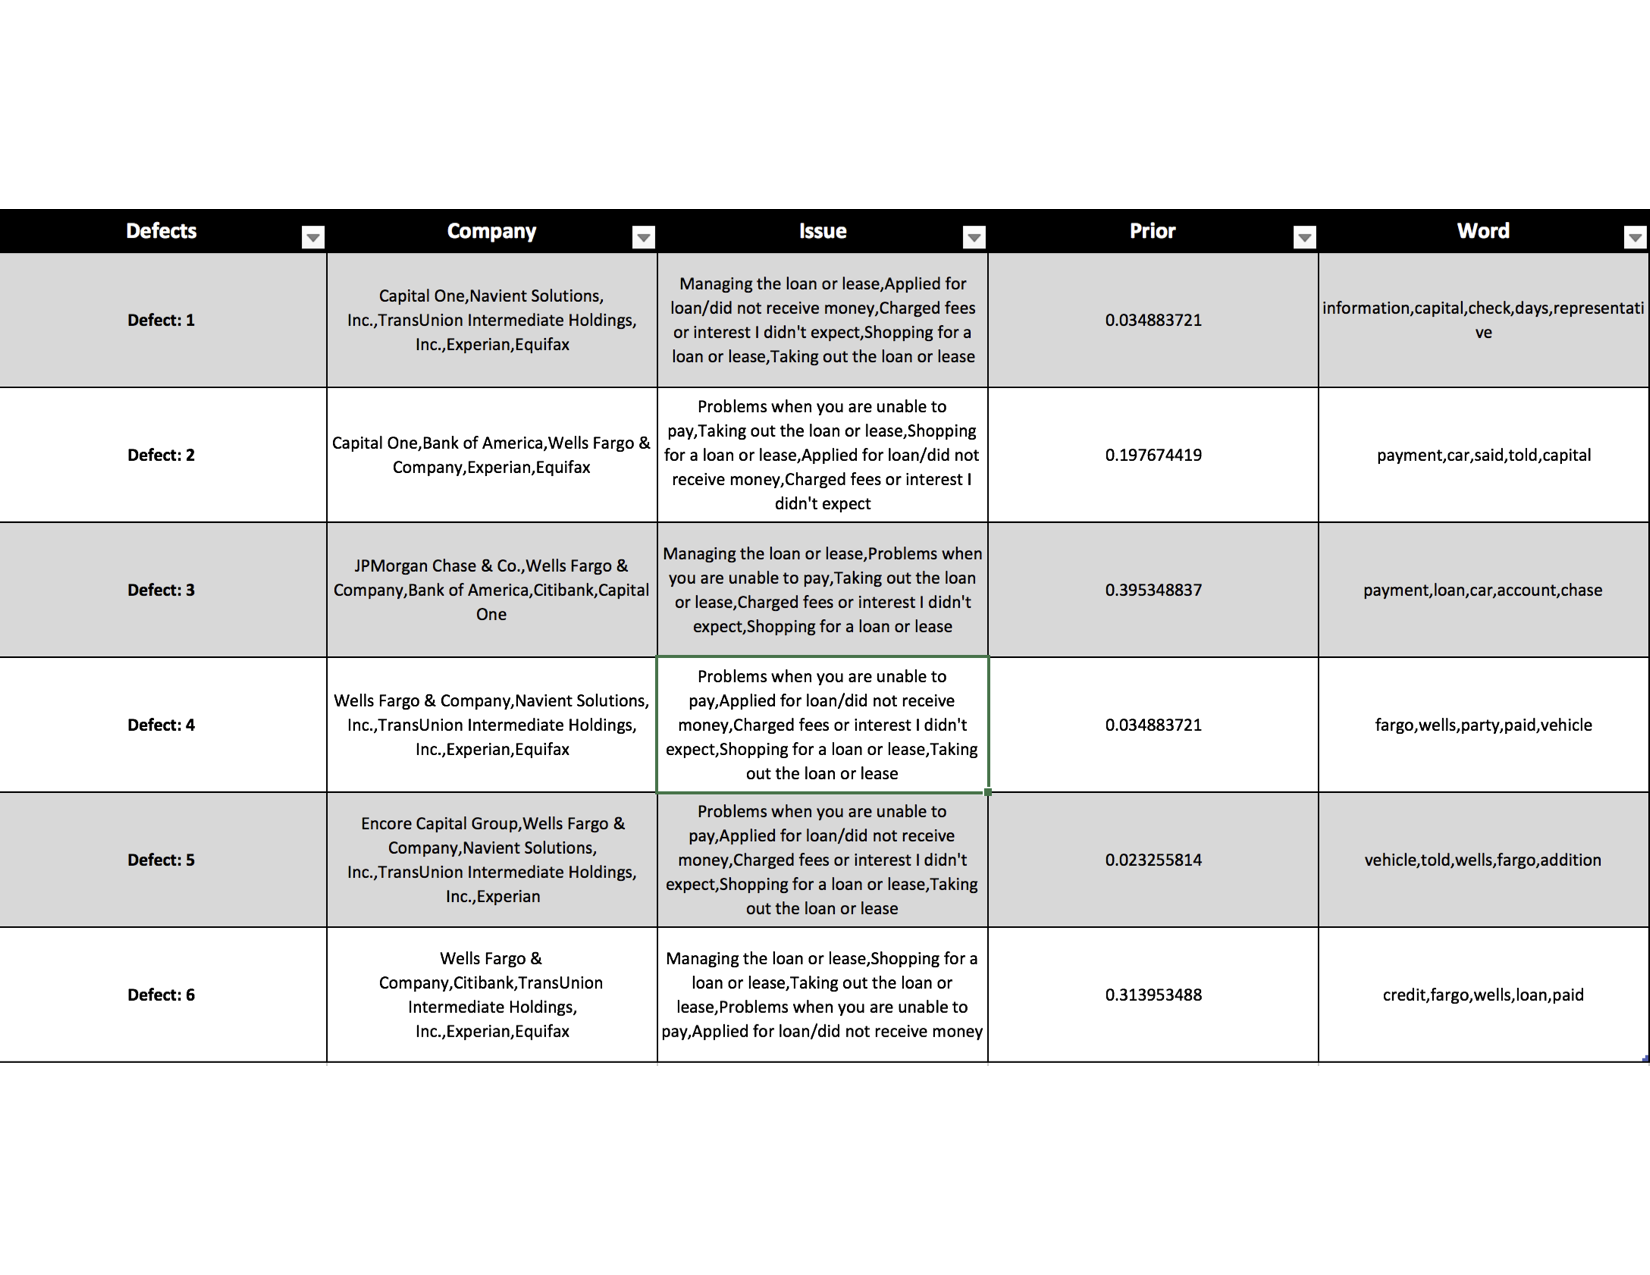 Defects
Company
Issue
Prior
Word
Defect: 1
Capital One,Navient Solutions,
Inc.,TransUnion Intermediate Holdings,
Inc.,Experian,Equifax
Managing the loan or lease,Applied for
loan/did not receive money,Charged fees
or interest I didn't expect,Shopping for a
loan or lease,Taking out the loan or lease
0.034883721
information,capital,check,days,representati
ve
Defect: 2
Capital One,Bank of America,Wells Fargo &
Company,Experian,Equifax
Problems when you are unable to
pay,Taking out the loan or lease,Shopping
for a loan or lease,Applied for loan/did not
receive money,Charged fees or interest I
didn't expect
0.197674419
payment,car,said,told,capital
Defect: 3
JPMorgan Chase & Co.,Wells Fargo &
Company,Bank of America,Citibank,Capital
One
Managing the loan or lease,Problems when
you are unable to pay,Taking out the loan
or lease,Charged fees or interest I didn't
expect,Shopping for a loan or lease
0.395348837
payment,loan,car,account,chase
Defect: 4
Wells Fargo & Company,Navient Solutions,
Inc.,TransUnion Intermediate Holdings,
Inc.,Experian,Equifax
Problems when you are unable to
pay,Applied for loan/did not receive
money,Charged fees or interest I didn't
expect,Shopping for a loan or lease,Taking
out the loan or lease
0.034883721
fargo,wells,party,paid,vehicle
Defect: 5
Encore Capital Group,Wells Fargo &
Company,Navient Solutions,
Inc.,TransUnion Intermediate Holdings,
Inc.,Experian
Problems when you are unable to
pay,Applied for loan/did not receive
money,Charged fees or interest I didn't
expect,Shopping for a loan or lease,Taking
out the loan or lease
0.023255814
vehicle,told,wells,fargo,addition
Defect: 6
Wells Fargo &
Company,Citibank,TransUnion
Intermediate Holdings,
Inc.,Experian,Equifax
Managing the loan or lease,Shopping for a
loan or lease,Taking out the loan or
lease,Problems when you are unable to
pay,Applied for loan/did not receive money
0.313953488
credit,fargo,wells,loan,paid